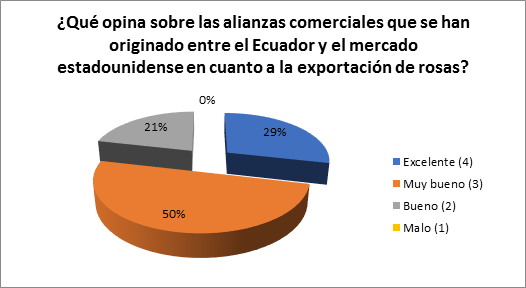 ¿Qué opina sobre las alianzas comerciales que se han
originado entre el Ecuador y el mercado
estadounidense en cuanto a la exportación de rosas?
0%
29%
21%
50%
Excelente (4)
Muy bueno (3)
Bueno (2)
Malo (1)